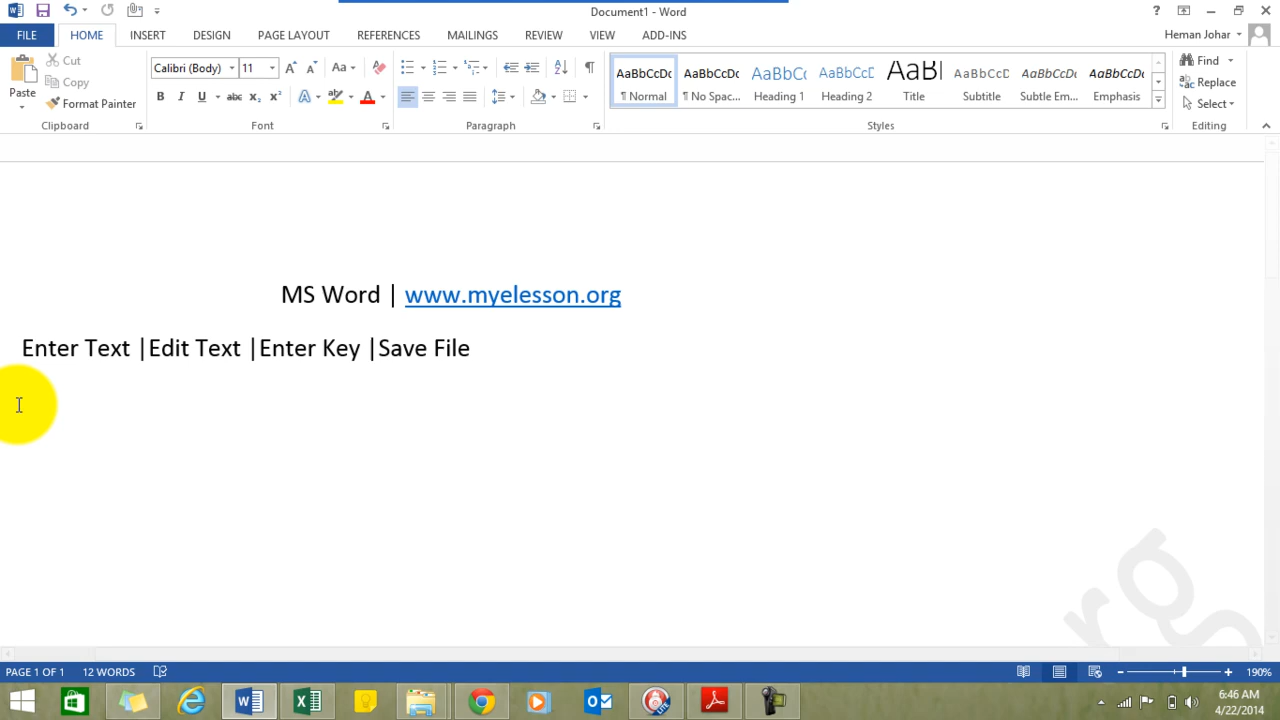 Document1 - Word
FILE HOME INSERT DESIGN PAGE LAYOUT REFERENCES MAILINGS REVIEW VIEW ADD-INS Heman Johar
Paste
Cut
Copy
Format Painter
Clipboard
Calibri (Body) 11
Font
Paragraph
AaBbCcDc AaBbCcDc AaBbCc AaBbCcD AaBl AaBbCcD AaBbCcDc AaBbCcDc
¶ Normal ¶ No Spac... Heading 1 Heading 2 Title Subtitle Subtle Em... Emphasis
Styles
Find
Replace
Select
Editing
MS Word | www.myelesson.org
Enter Text |Edit Text |Enter Key |Save File
rg
PAGE 1 OF 1 12 WORDS 190%
6:46 AM
4/22/2014